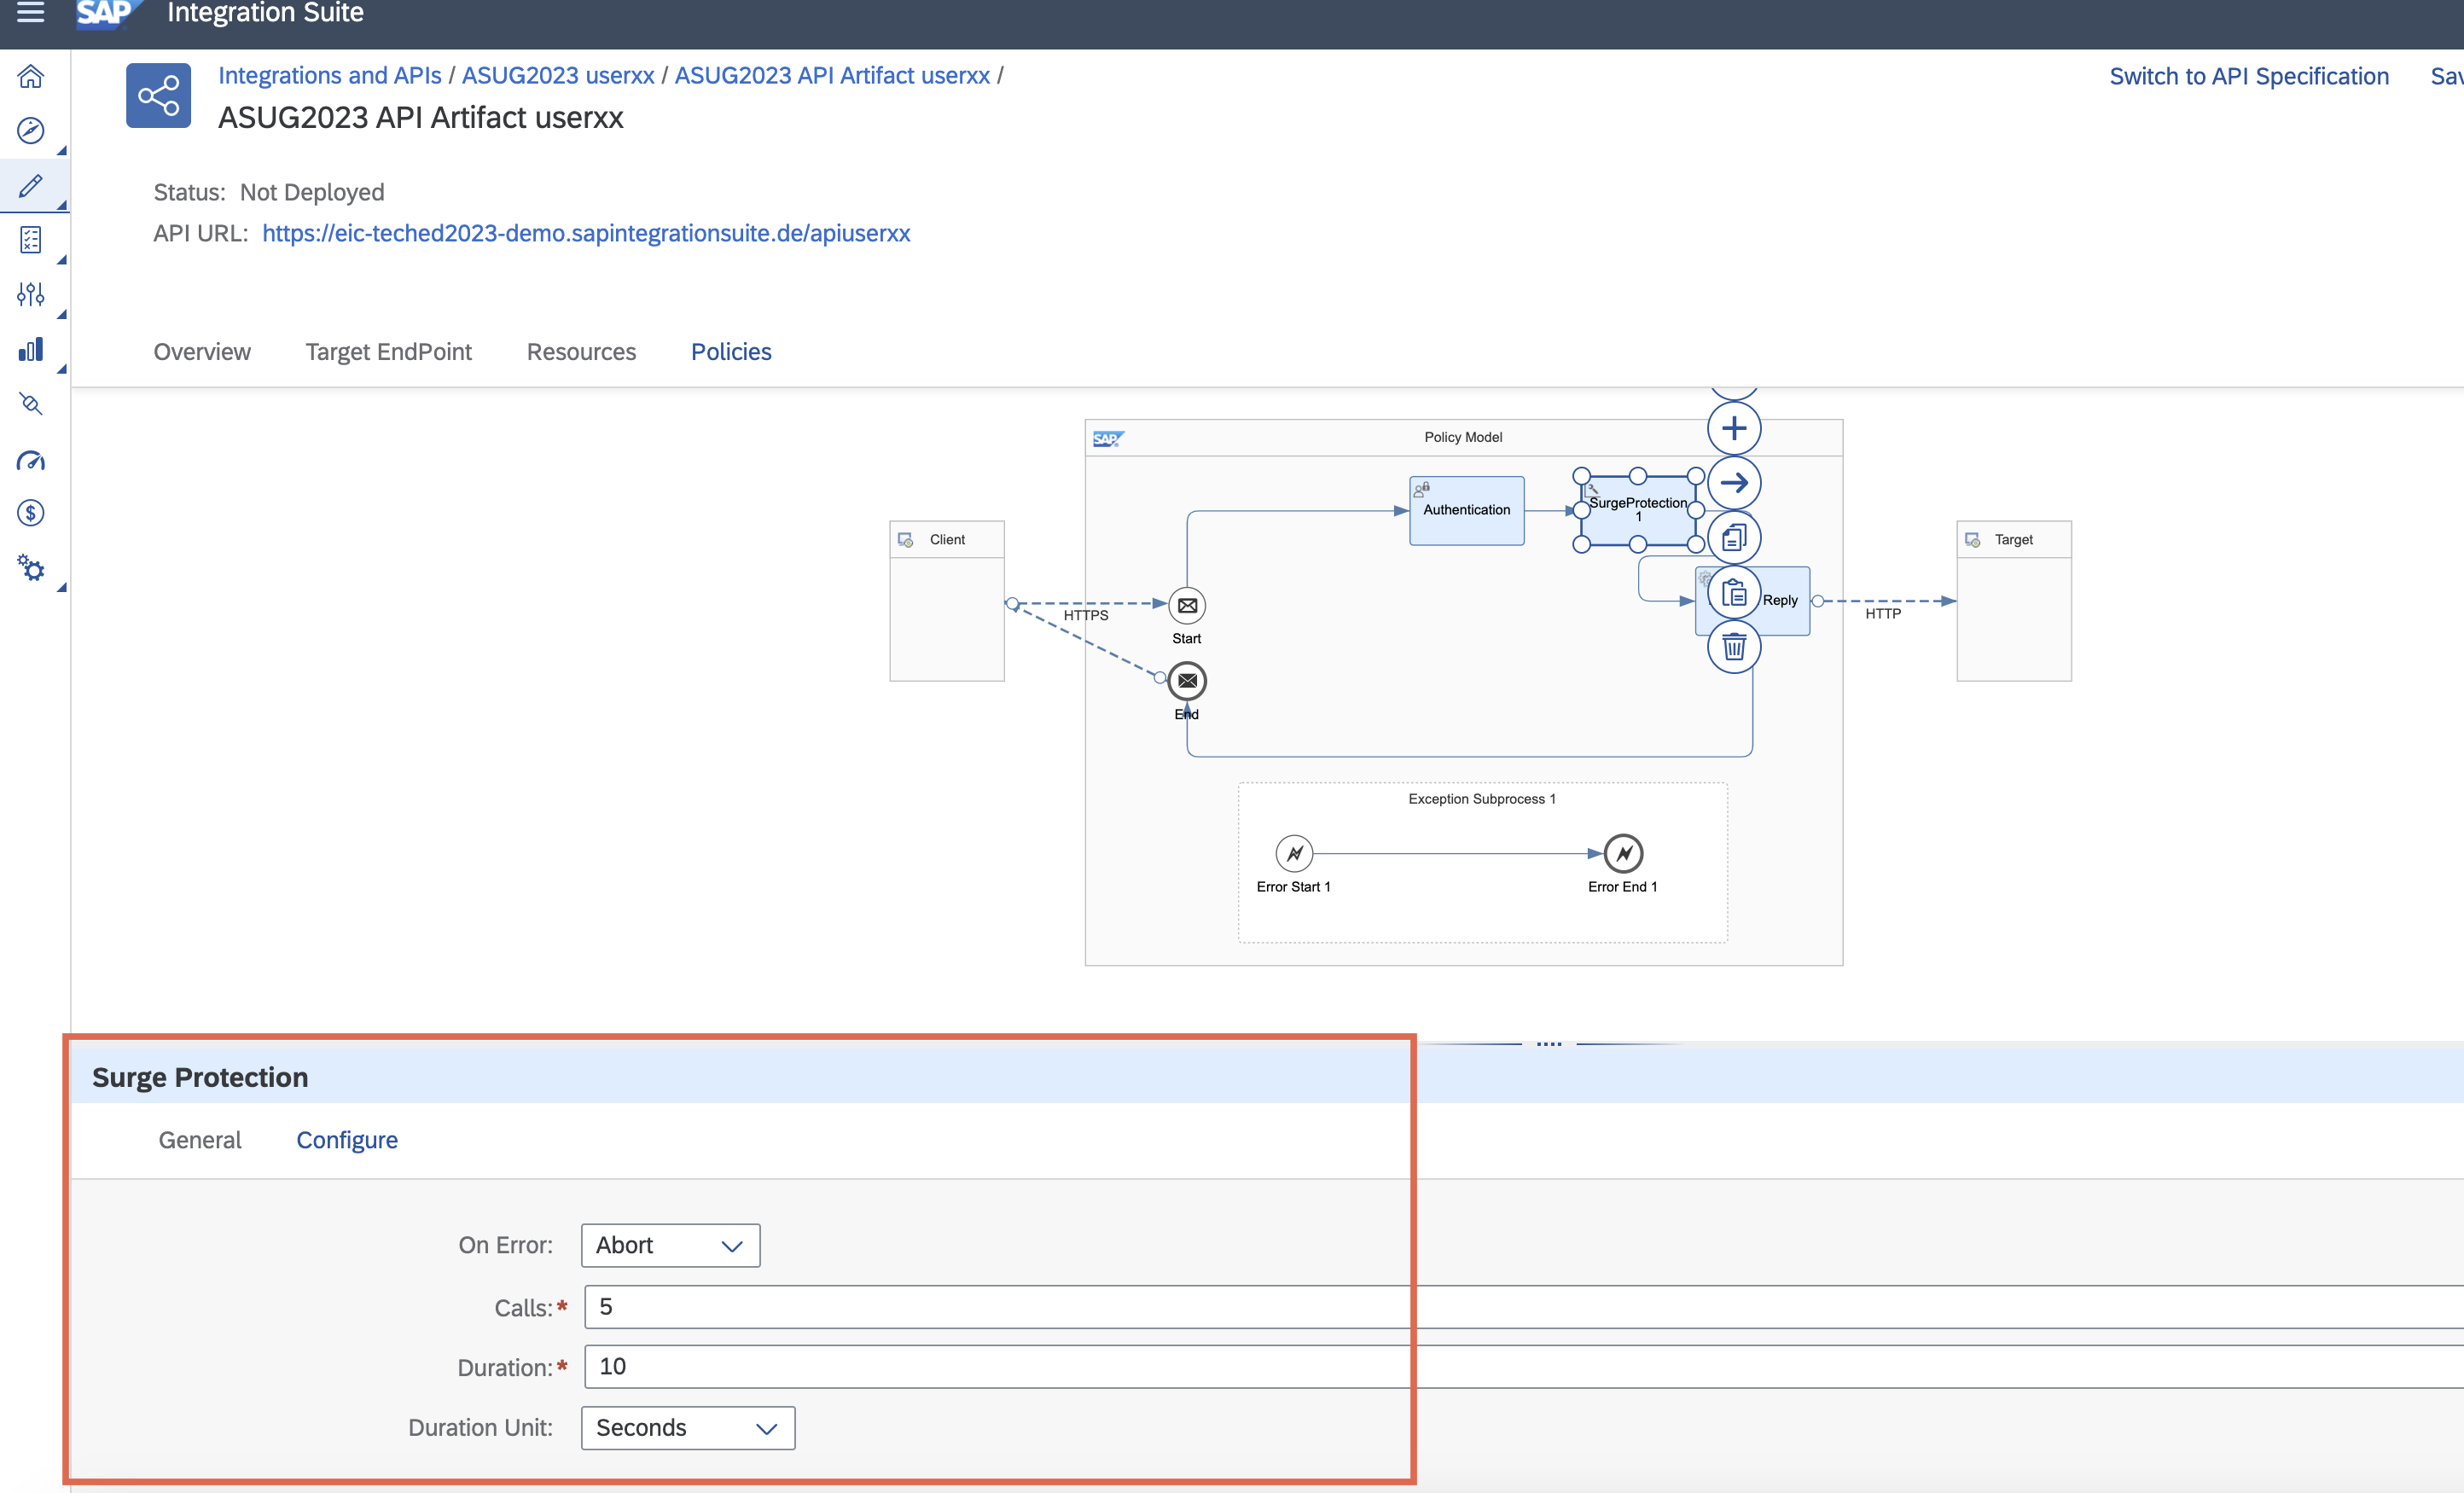 SAP Integration Suite
Integrations and APIs / ASUG2023 userxx / ASUG2023 API Artifact userxx /
Switch to API Specification
ASUG2023 API Artifact userxx
Status: Not Deployed
API URL: https://eic-teched2023-demo.sapintegrationsuite.de/apiuserxx
Overview Target EndPoint Resources Policies
SAP Policy Model
Authentication
SurgeProtection
1
Client
Target
Reply
HTTPS
HTTP
Start
End
Exception Subprocess 1
Error Start 1
Error End 1
Surge Protection
General Configure
On Error: Abort
Calls:* 5
Duration:* 10
Duration Unit: Seconds